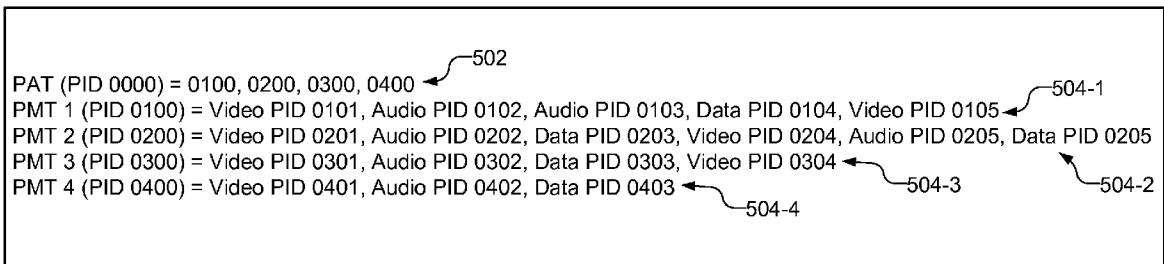 502
PAT (PID 0000) = 0100, 0200, 0300, 0400
504-1
PMT 1 (PID 0100) = Video PID 0101, Audio PID 0102, Audio PID 0103, Data PID 0104, Video PID 0105
PMT 2 (PID 0200) = Video PID 0201, Audio PID 0202, Data PID 0203, Video PID 0204, Audio PID 0205, Data PID 0205
PMT 3 (PID 0300) = Video PID 0301, Audio PID 0302, Data PID 0303, Video PID 0304
504-3
504-2
PMT 4 (PID 0400) = Video PID 0401, Audio PID 0402, Data PID 0403
504-4